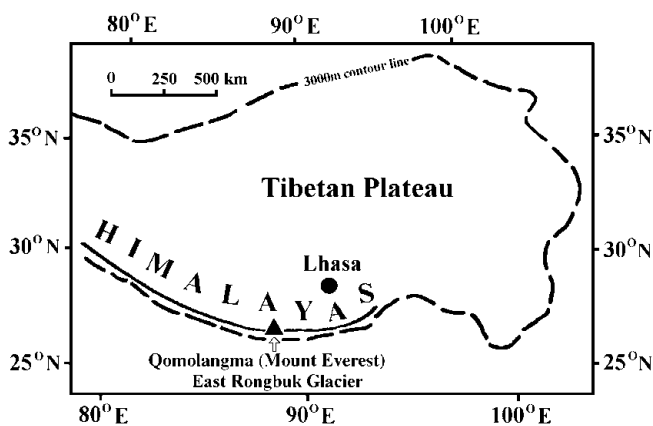 80°E 90°E 100°E
0 250 500 km
3000m contour line
35°N 35°N
Tibetan Plateau
30°N 30°N
HIMALAYAS
Lhasa
25°N 25°N
Qomolangma (Mount Everest)
East Rongbuk Glacier
80°E 90°E 100°E